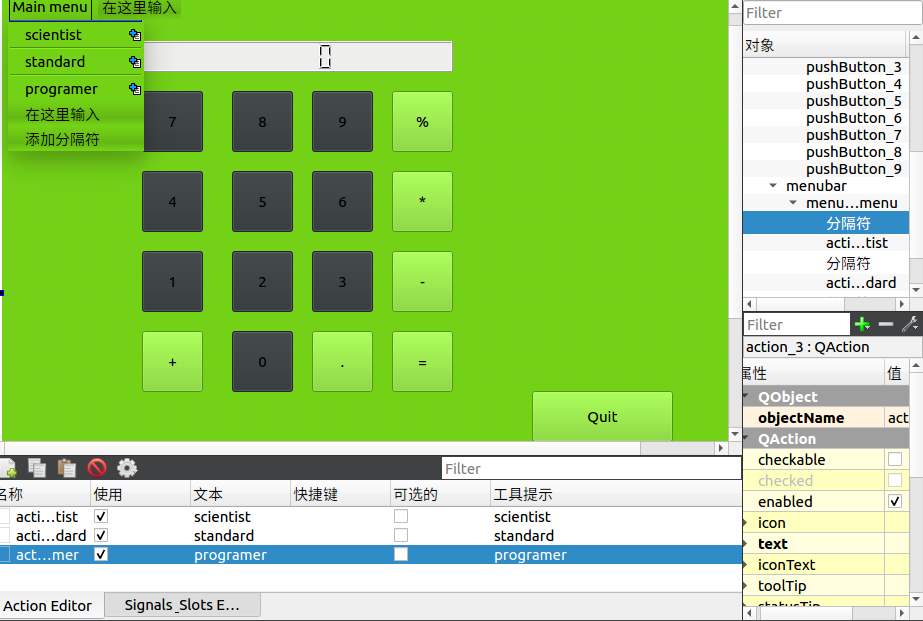 Main menu 在这里输入
scientist
standard
programer
在这里输入
添加分隔符
0
7 8 9 %
4 5 6 *
1 2 3 -
+ 0 . =
Quit
Filter
对象
pushButton_3
pushButton_4
pushButton_5
pushButton_6
pushButton_7
pushButton_8
pushButton_9
menubar
menu...menu
分隔符
acti...tist
分隔符
acti...dard
Filter
action_3 : QAction
属性 值
QObject
objectName act
QAction
checkable
checked
enabled
icon
text
iconText
toolTip
statusTip
Filter
名称 使用 文本 快捷键 可选的 工具提示
acti...tist scientist scientist
acti...dard standard standard
act...mer programer programer
Action Editor Signals_Slots E...